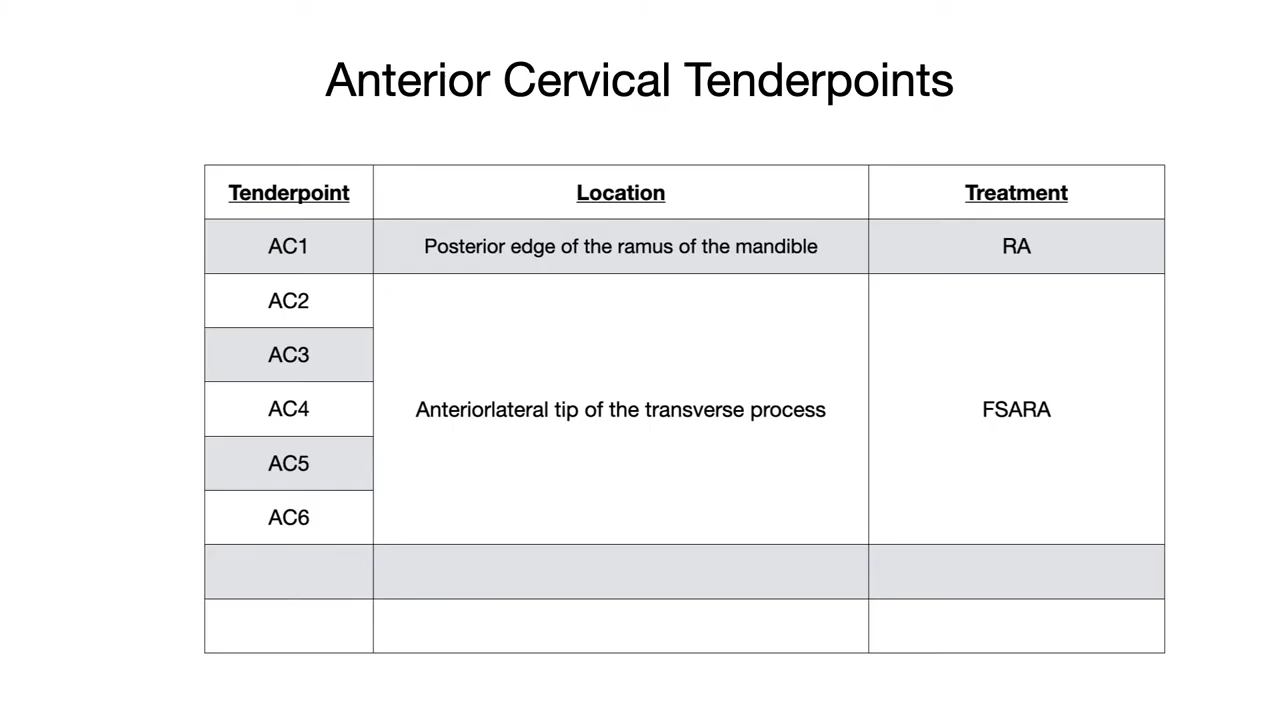 Anterior Cervical Tenderpoints
Tenderpoint Location Treatment
AC1 Posterior edge of the ramus of the mandible RA
AC2
AC3
AC4 Anteriorlateral tip of the transverse process FSARA
AC5
AC6